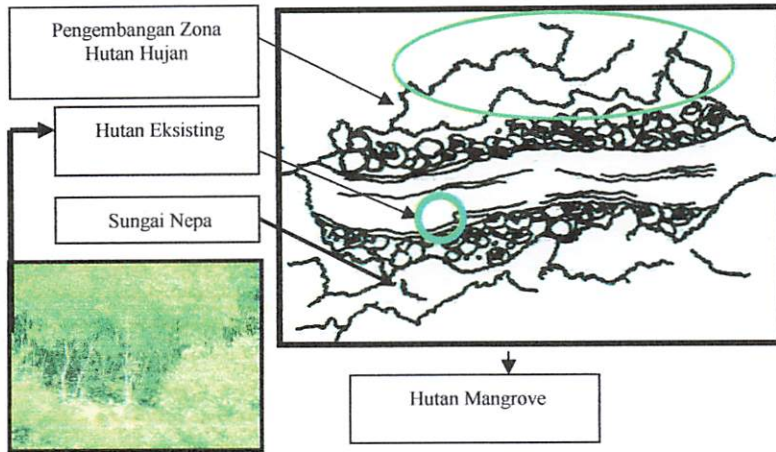 Pengembangan Zona
Hutan Hujan
Hutan Eksisting
Sungai Nepa
Hutan Mangrove